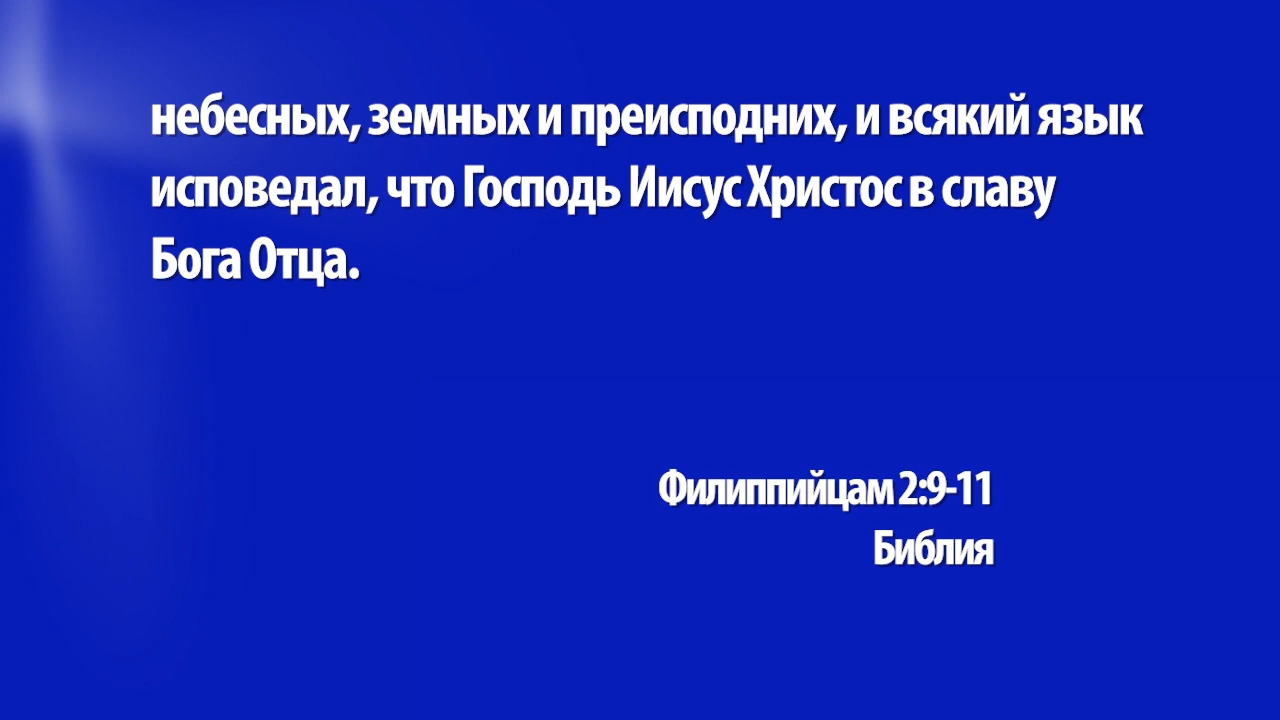 небесных, земных и преисподних, и всякий язык
исповедал, что Господь Иисус Христос в славу
Бога Отца.
Филиппийцам 2:9-11
Библия